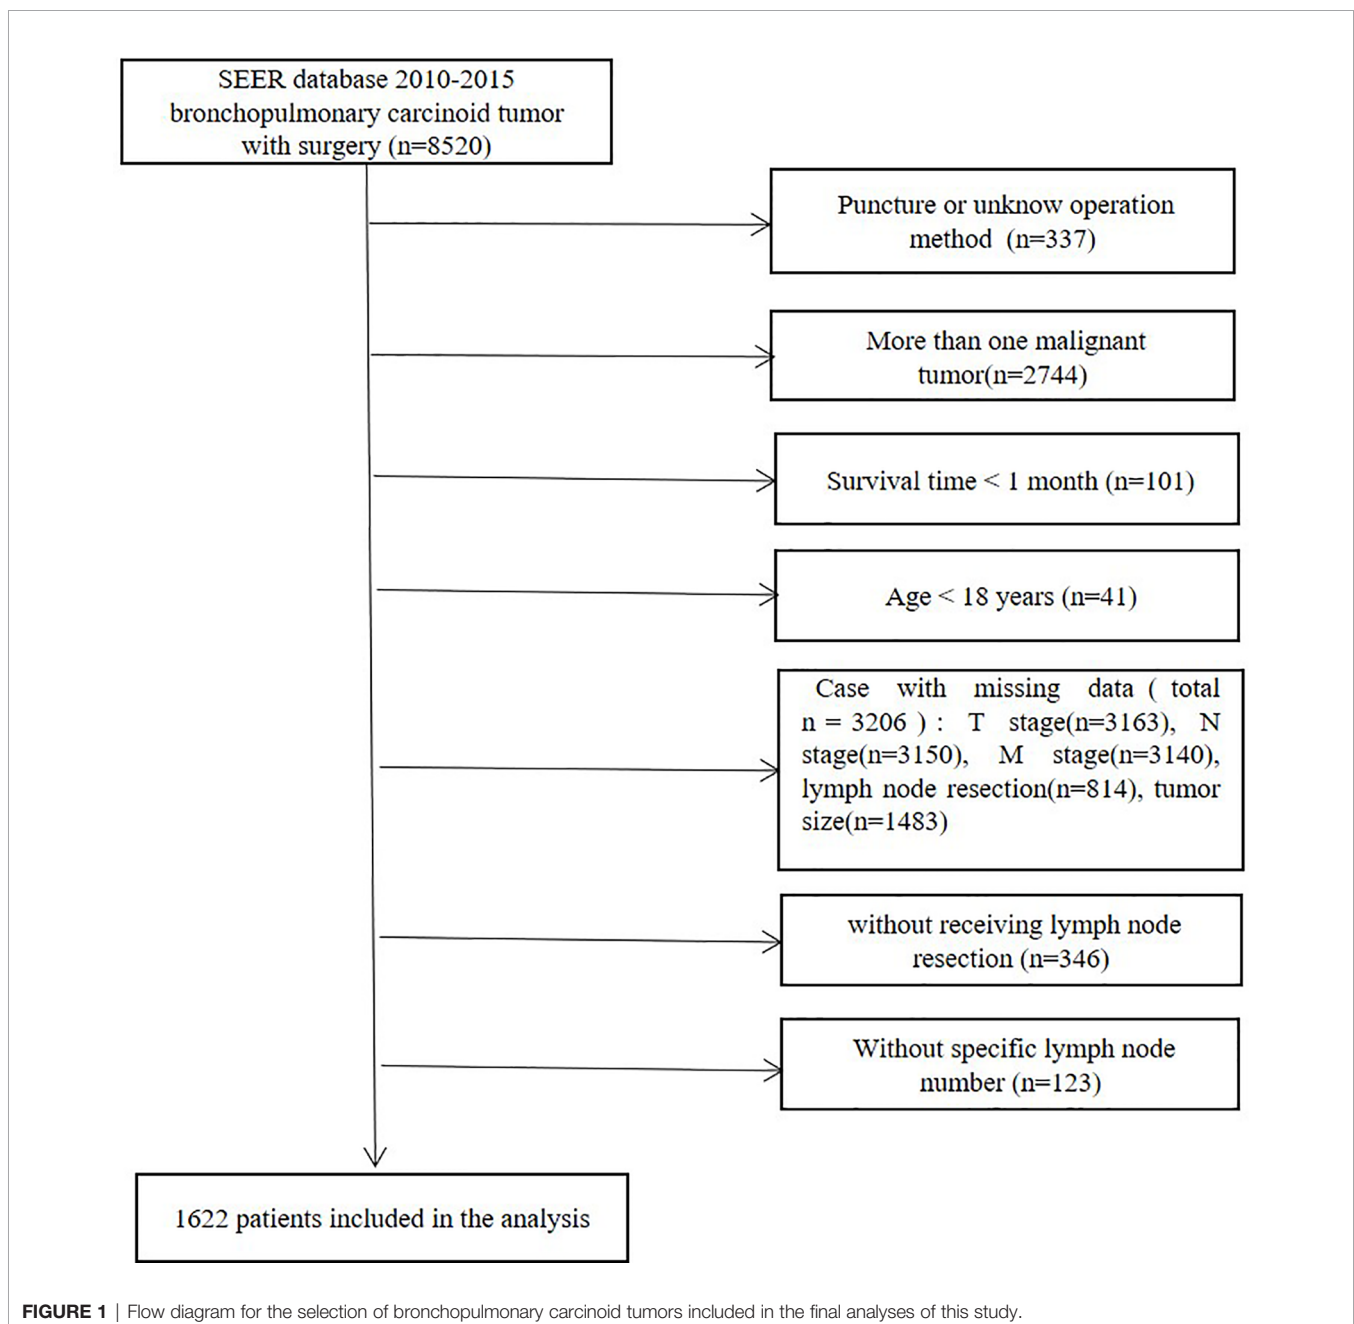 SEER database 2010-2015
bronchopulmonary carcinoid tumor
with surgery (n=8520)
Puncture or unknow operation
method (n=337)
More than one malignant
tumor(n=2744)
Survival time < 1 month (n=101)
Age < 18 years (n=41)
Case with missing data ( total
n = 3206 ) : T stage(n=3163), N
stage(n=3150), M stage(n=3140),
lymph node resection(n=814), tumor
size(n=1483)
without receiving lymph node
resection (n=346)
Without specific lymph node
number (n=123)
1622 patients included in the analysis
FIGURE 1 | Flow diagram for the selection of bronchopulmonary carcinoid tumors included in the final analyses of this study.